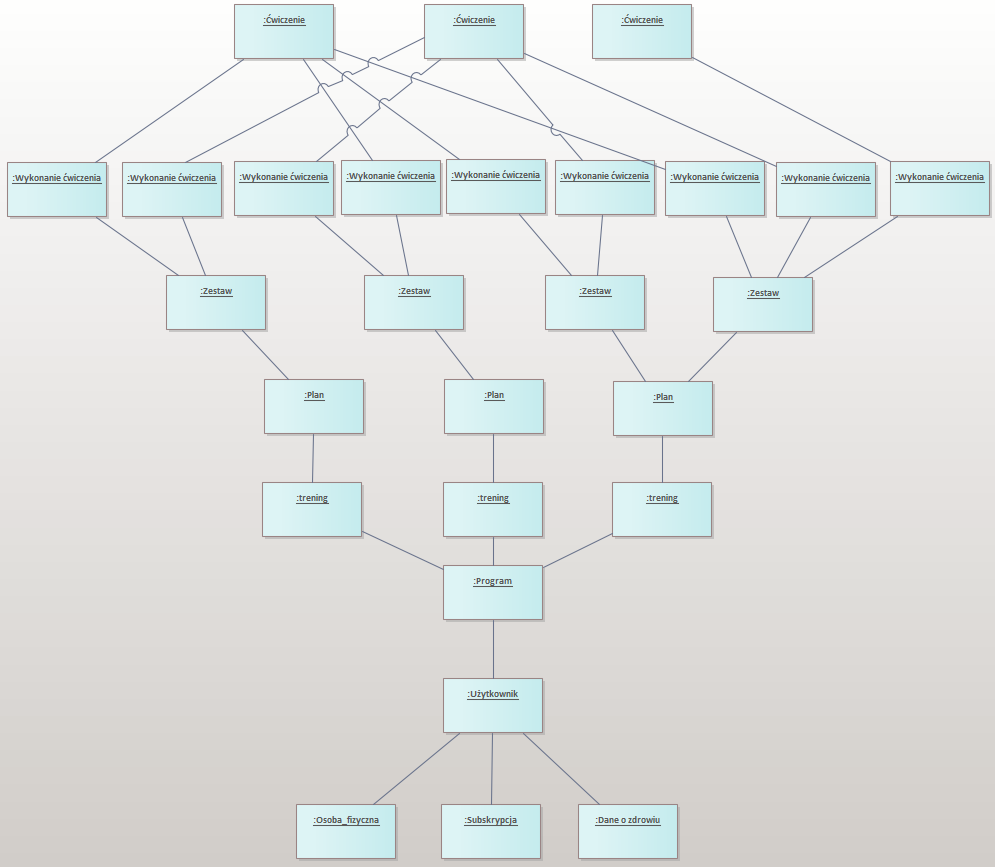 :Ćwiczenie
:Ćwiczenie
:Ćwiczenie
:Wykonanie ćwiczenia
:Wykonanie ćwiczenia
:Wykonanie ćwiczenia
:Wykonanie ćwiczenia
:Wykonanie ćwiczenia
:Wykonanie ćwiczenia
:Wykonanie ćwiczenia
:Wykonanie ćwiczenia
:Wykonanie ćwiczenia
:Zestaw
:Zestaw
:Zestaw
:Zestaw
:Plan
:Plan
:Plan
:trening
:trening
:trening
:Program
:Użytkownik
:Osoba_fizyczna
:Subskrypcja
:Dane o zdrowiu